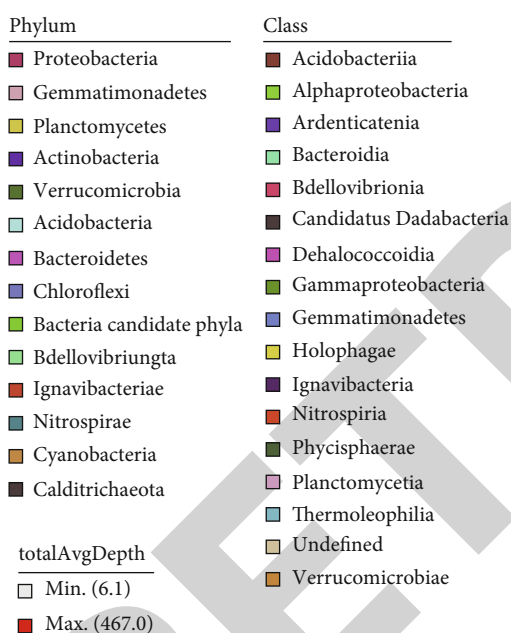 Phylum
Proteobacteria
Gemmatimonadetes
Planctomycetes
Actinobacteria
Verrucomicrobia
Acidobacteria
Bacteroidetes
Chloroflexi
Bacteria candidate phyla
Bdellovibriungta
Ignavibacteriae
Nitrospirae
Cyanobacteria
Calditrichaeota
totalAvgDepth
Min. (6.1)
Max. (467.0)
Class
Acidobacteriia
Alphaproteobacteria
Ardenticatenia
Bacteroidia
Bdellovibrionia
Candidatus Dadabacteria
Dehalococcoidia
Gammaproteobacteria
Gemmatimonadetes
Holophagae
Ignavibacteria
Nitrospiria
Phycisphaerae
Planctomycetia
Thermoleophilia
Undefined
Verrucomicrobiae